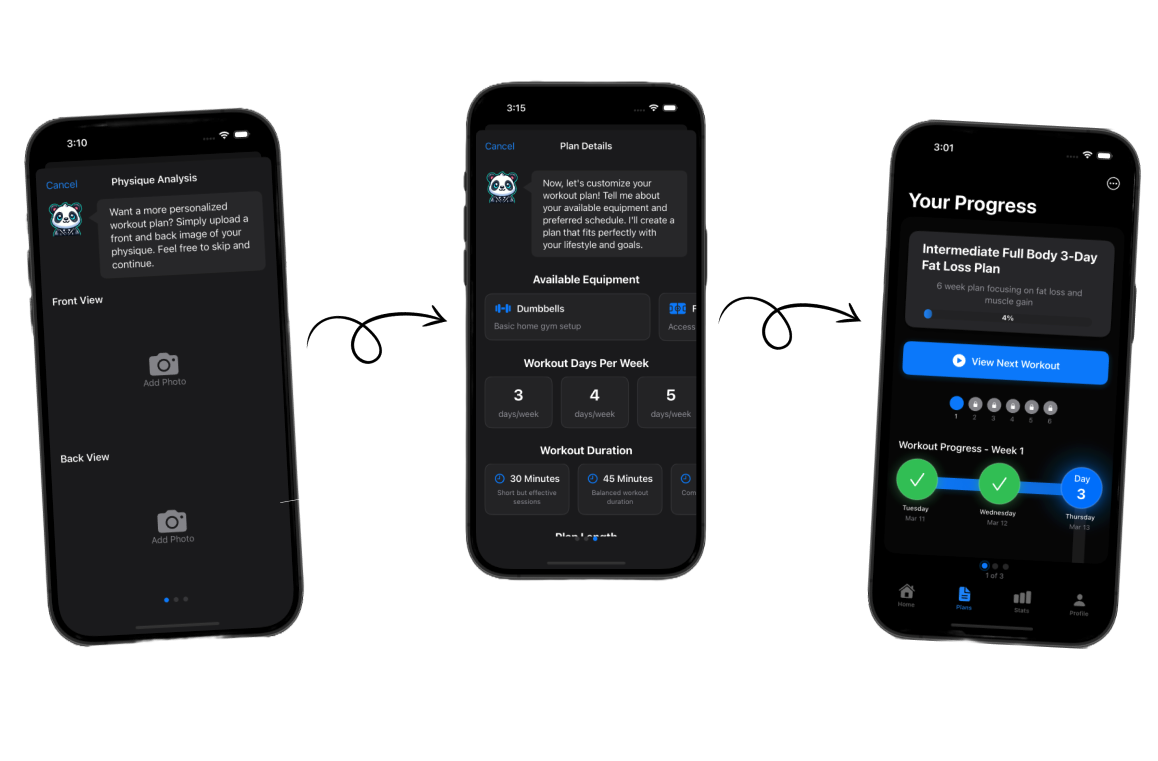 3:10
Cancel
Physique Analysis
Want a more personalized
workout plan? Simply upload a
front and back image of your
physique. Feel free to skip and
continue.
Front View
Add Photo
Back View
Add Photo
3:15
Cancel
Plan Details
Now, let's customize your
workout plan! Tell me about
your available equipment and
preferred schedule. I'll create a
plan that fits perfectly with
your lifestyle and goals.
Available Equipment
Dumbbells
Basic home gym setup
F
Access
Workout Days Per Week
3
days/week
4
days/week
5
days/week
Workout Duration
30 Minutes
Short but effective
sessions
45 Minutes
Balanced workout
duration
Com
Plan Length
3:01
Your Progress
Intermediate Full Body 3-Day
Fat Loss Plan
6 week plan focusing on fat loss and
muscle gain
4%
View Next Workout
1 2 3 4 5 6
Workout Progress - Week 1
Day
3
Tuesday
Mar 11
Wednesday
Mar 12
Thursday
Mar 13
1 of 3
Home
Plans
Stats
Profile